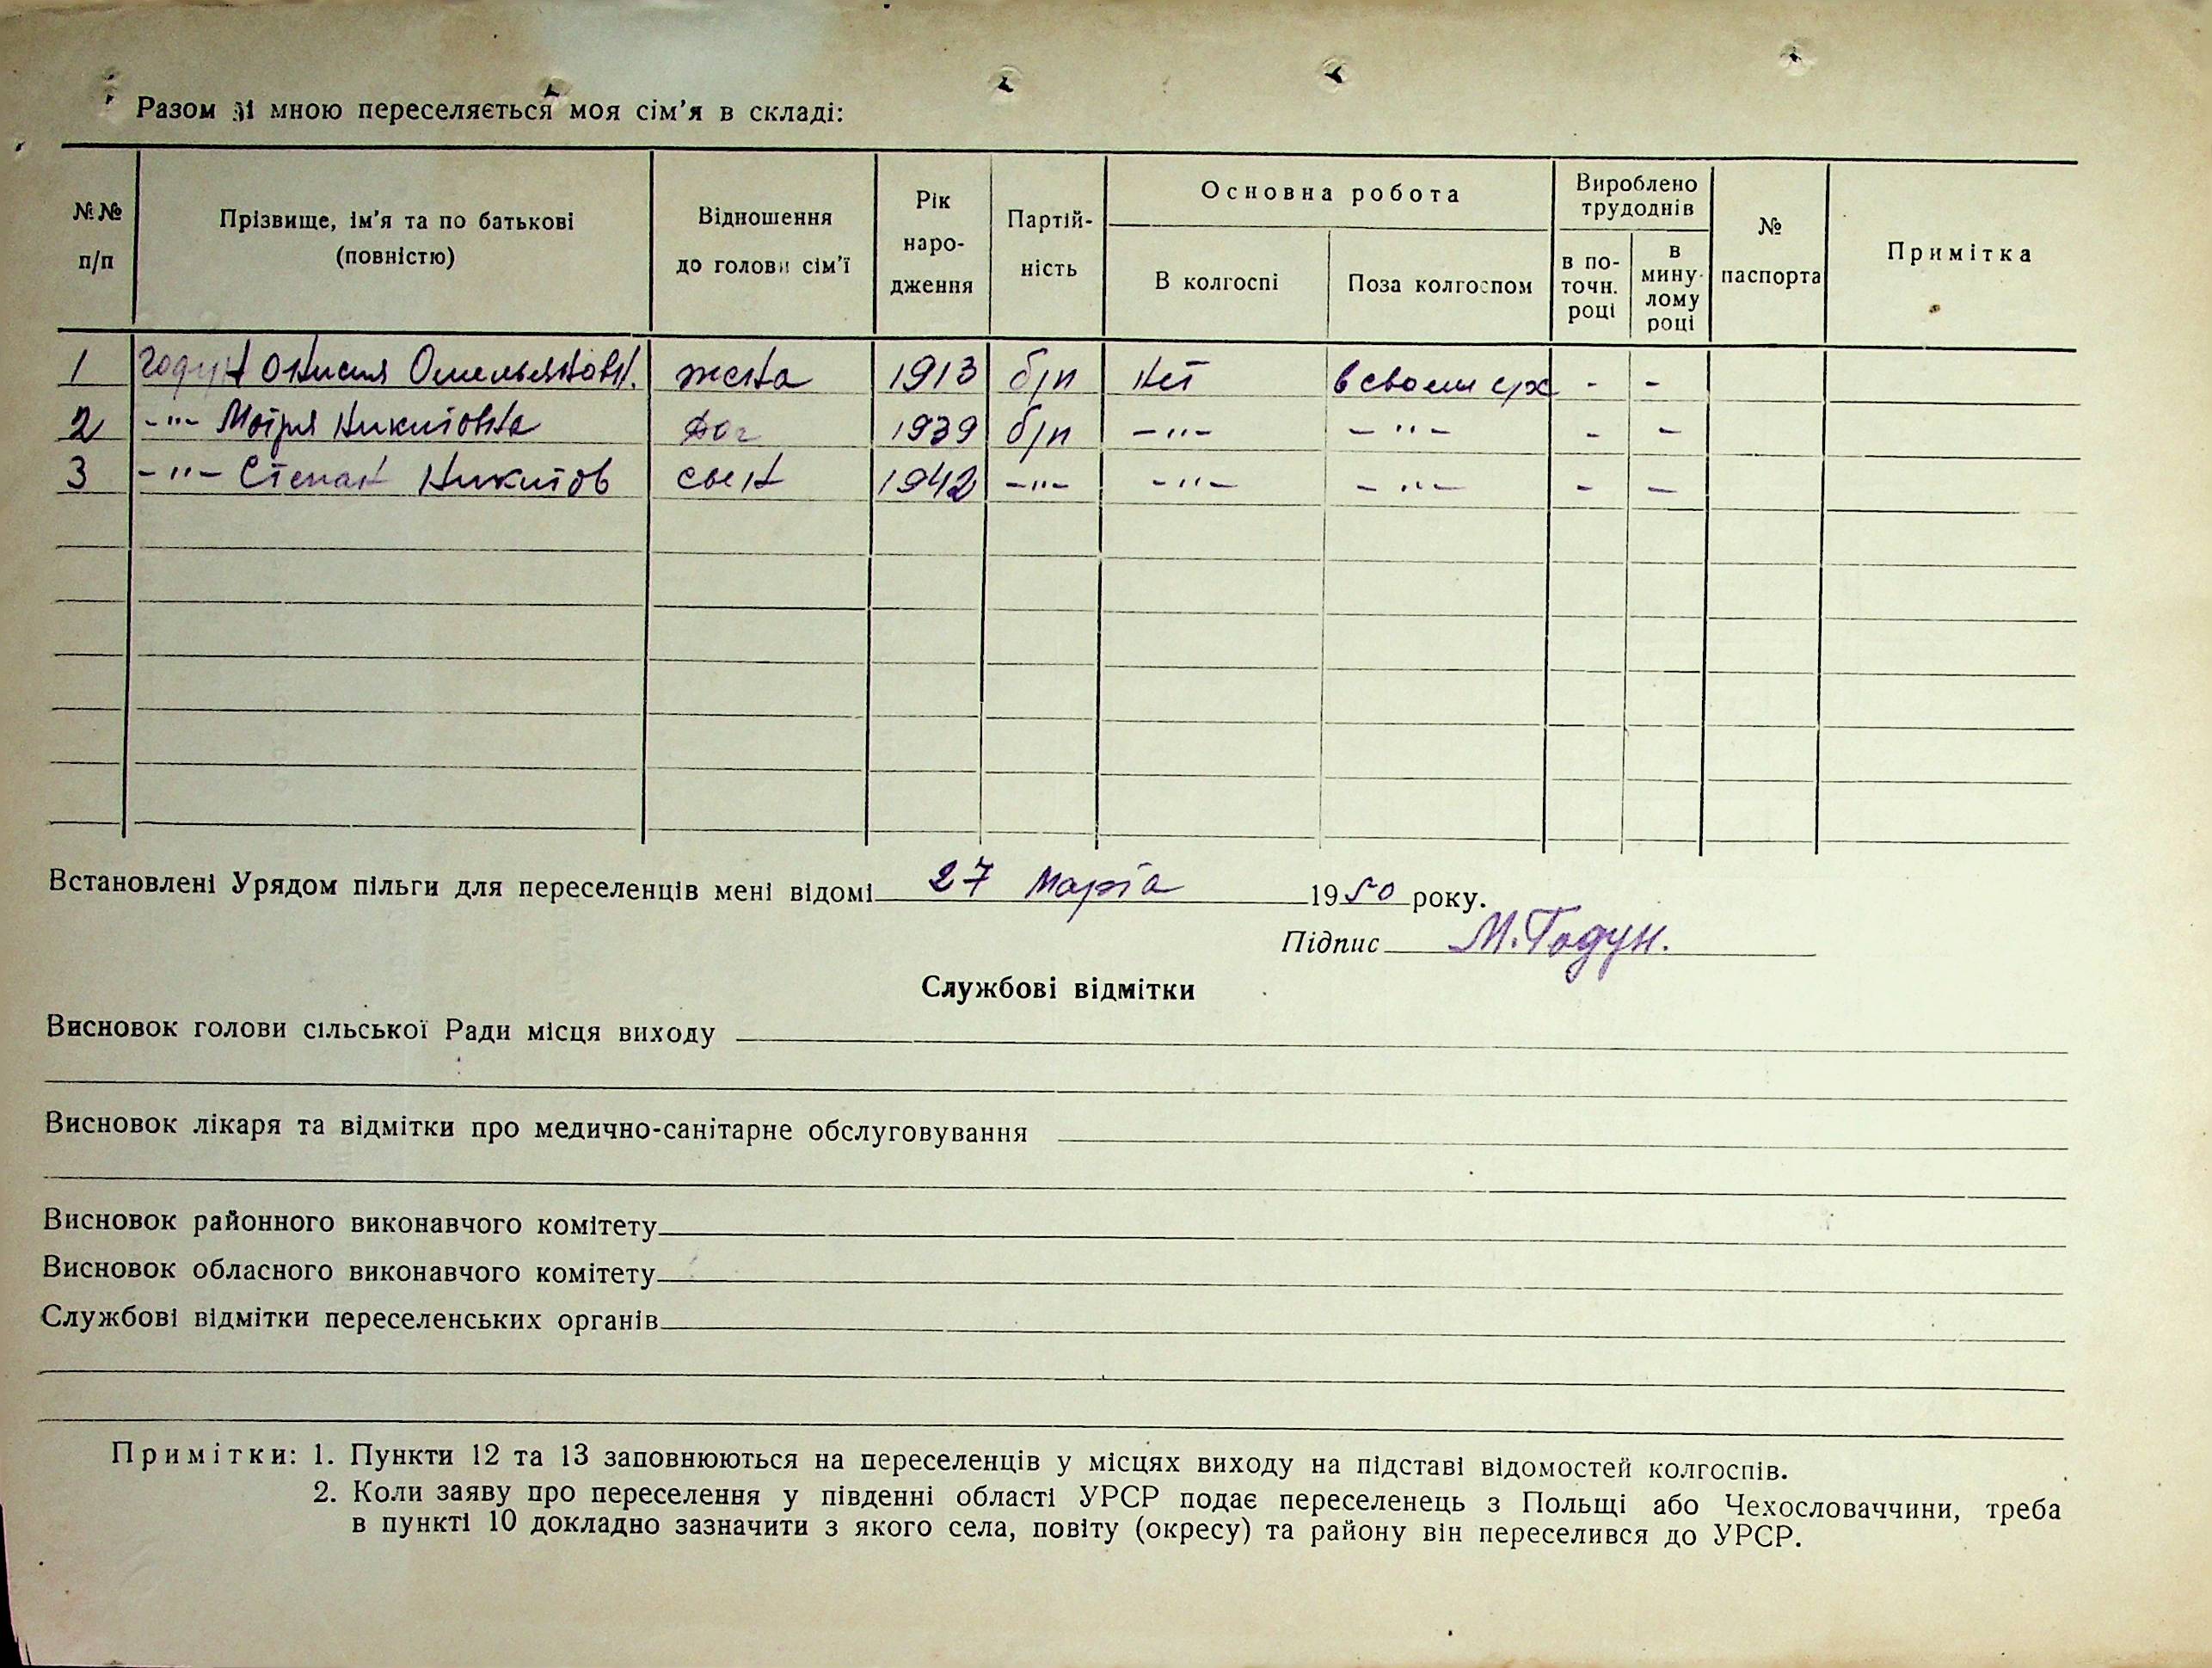 Разом зі мною переселяється моя сім'я в складі:
№№ п/п
Прізвище, ім'я та по батькові (повністю)
Відношення до голови сім'ї
Рік народження
Партійність
Основна робота
В колгоспі
Поза колгоспом
Вироблено трудоднів
в поточн. році
в минулому році
№ паспорта
Примітка
1 Годун Онисия Омельяновн. жена 1913 б/п нет в своем с/х - -
2 -"- Мотря Никитовна доч 1939 б/п -"- -"- - -
3 -"- Степан Никитов сын 1942 -"- -"- -"- - -
Встановлені Урядом пільги для переселенців мені відомі 27 марта 1950 року.
Підпис М. Годун.
Службові відмітки
Висновок голови сільської Ради місця виходу
Висновок лікаря та відмітки про медично-санітарне обслуговування
Висновок районного виконавчого комітету
Висновок обласного виконавчого комітету
Службові відмітки переселенських органів
Примітки: 1. Пункти 12 та 13 заповнюються на переселенців у місцях виходу на підставі відомостей колгоспів.
2. Коли заяву про переселення у південні області УРСР подає переселенець з Польщі або Чехословаччини, треба
в пункті 10 докладно зазначити з якого села, повіту (окресу) та району він переселився до УРСР.